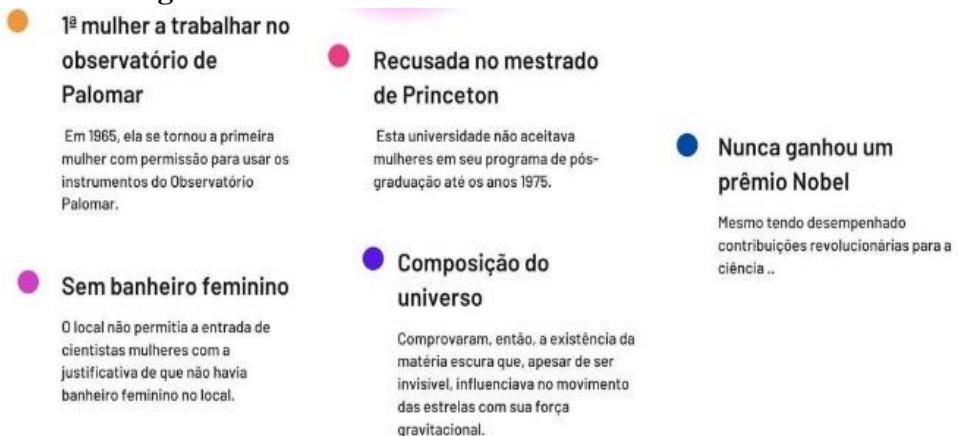 1ª mulher a trabalhar no
observatório de
Palomar
Em 1965, ela se tornou a primeira
mulher com permissão para usar os
instrumentos do Observatório
Palomar.
Sem banheiro feminino
O local não permitia a entrada de
cientistas mulheres com a
justificativa de que não havia
banheiro feminino no local.
Recusada no mestrado
de Princeton
Esta universidade não aceitava
mulheres em seu programa de pós-
graduação até os anos 1975.
Composição do
universo
Comprovaram, então, a existência da
matéria escura que, apesar de ser
invisível, influenciava no movimento
das estrelas com sua força
gravitacional.
Nunca ganhou um
prêmio Nobel
Mesmo tendo desempenhado
contribuições revolucionárias para a
ciência ..